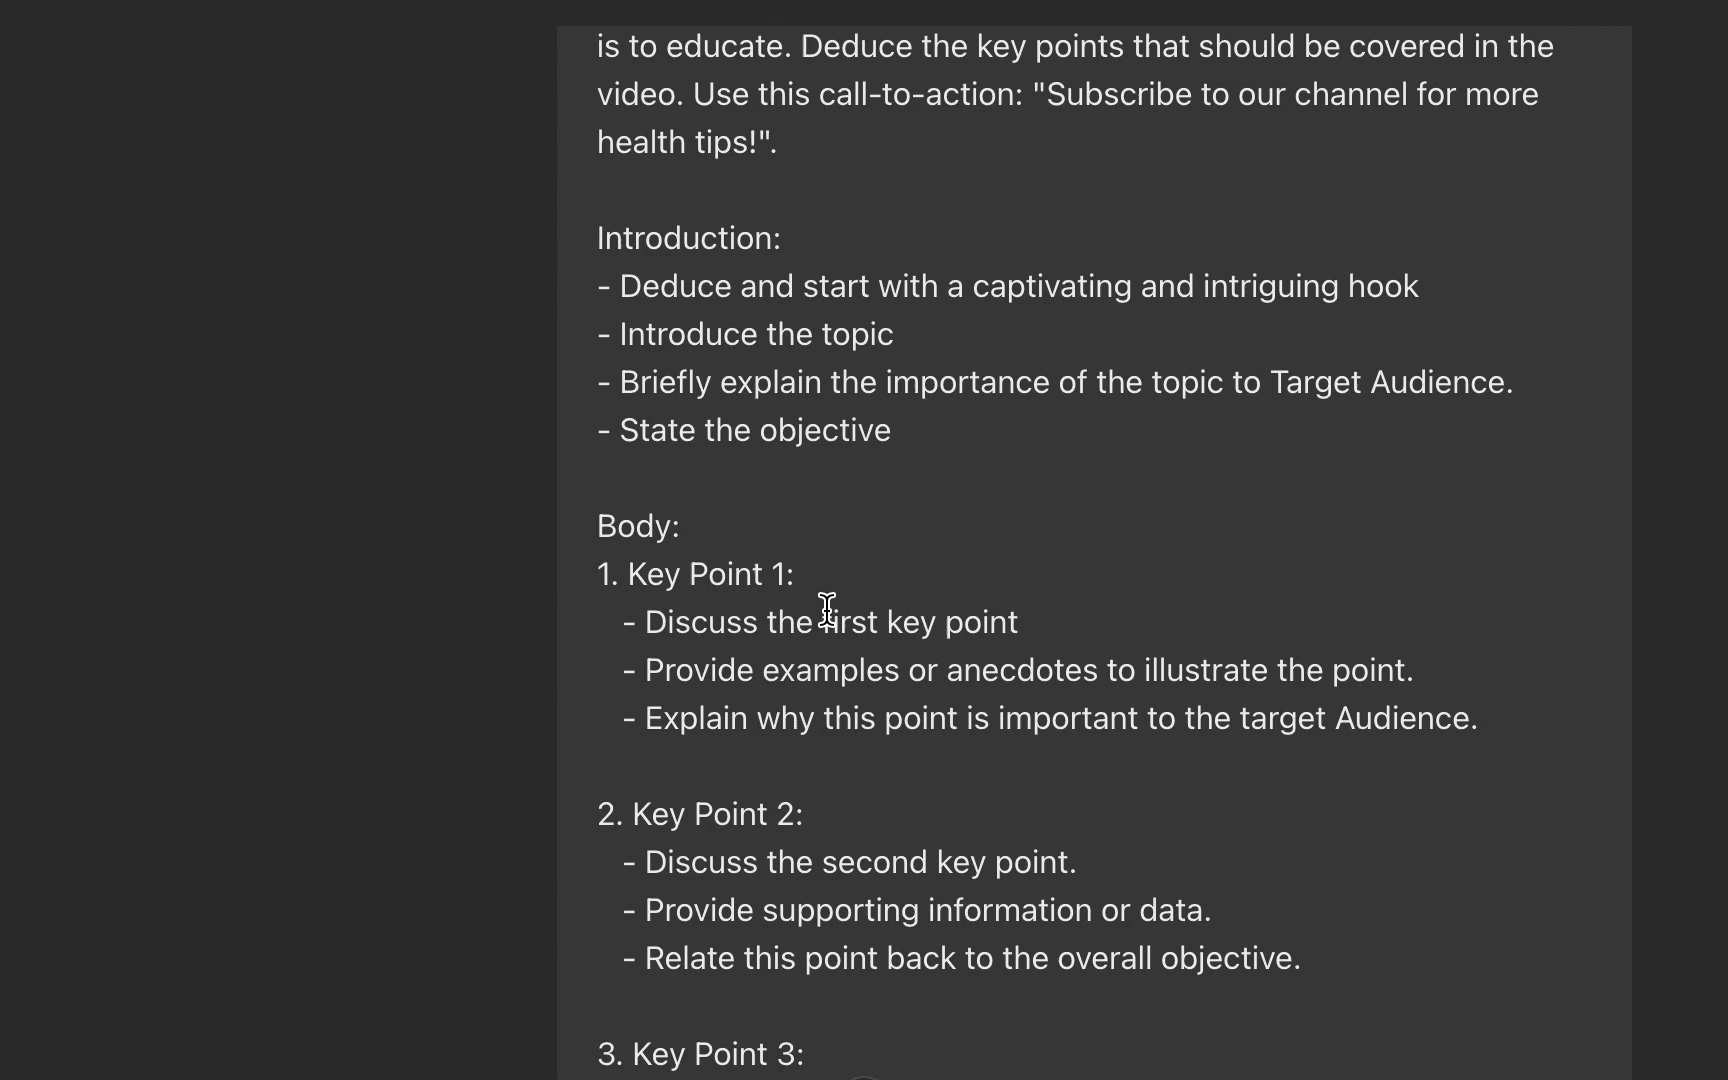 is to educate. Deduce the key points that should be covered in the
video. Use this call-to-action: "Subscribe to our channel for more
health tips!".
Introduction:
- Deduce and start with a captivating and intriguing hook
- Introduce the topic
- Briefly explain the importance of the topic to Target Audience.
- State the objective
Body:
1. Key Point 1:
- Discuss the first key point
- Provide examples or anecdotes to illustrate the point.
- Explain why this point is important to the target Audience.
2. Key Point 2:
- Discuss the second key point.
- Provide supporting information or data.
- Relate this point back to the overall objective.
3. Key Point 3: